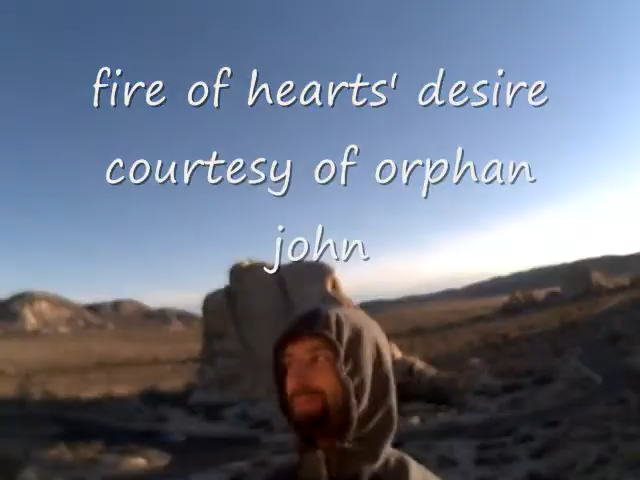 fire of hearts' desire
courtesy of orphan
john